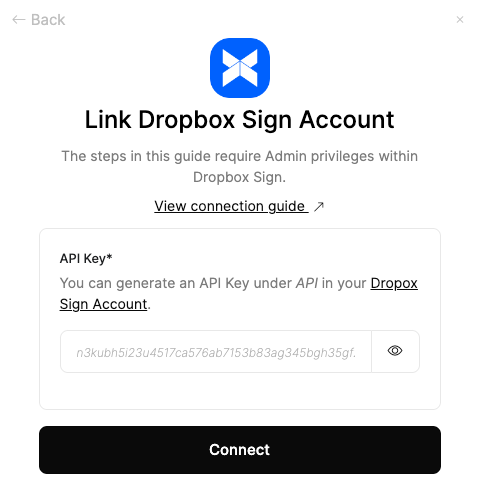 ← Back
×
Link Dropbox Sign Account
The steps in this guide require Admin privileges within
Dropbox Sign.
View connection guide ↗
API Key*
You can generate an API Key under API in your Dropox
Sign Account.
n3kubh5i23u4517ca576ab7153b83ag345bgh35gf.
Connect